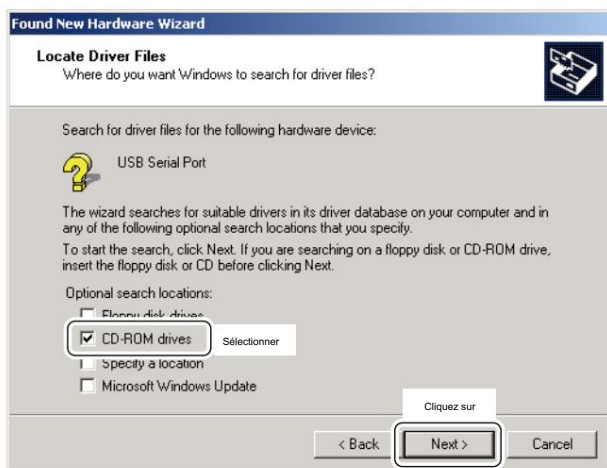 Found New Hardware Wizard
Locate Driver Files
Where do you want Windows to search for driver files?
Search for driver files for the following hardware device:
USB Serial Port
The wizard searches for suitable drivers in its driver database on your computer and in
any of the following optional search locations that you specify.
To start the search, click Next. If you are searching on a floppy disk or CD-ROM drive,
insert the floppy disk or CD before clicking Next.
Optional search locations:
Floppy disk drives
CD-ROM drives
Sélectionner
Specify a location
Microsoft Windows Update
Cliquez sur
< Back
Next >
Cancel